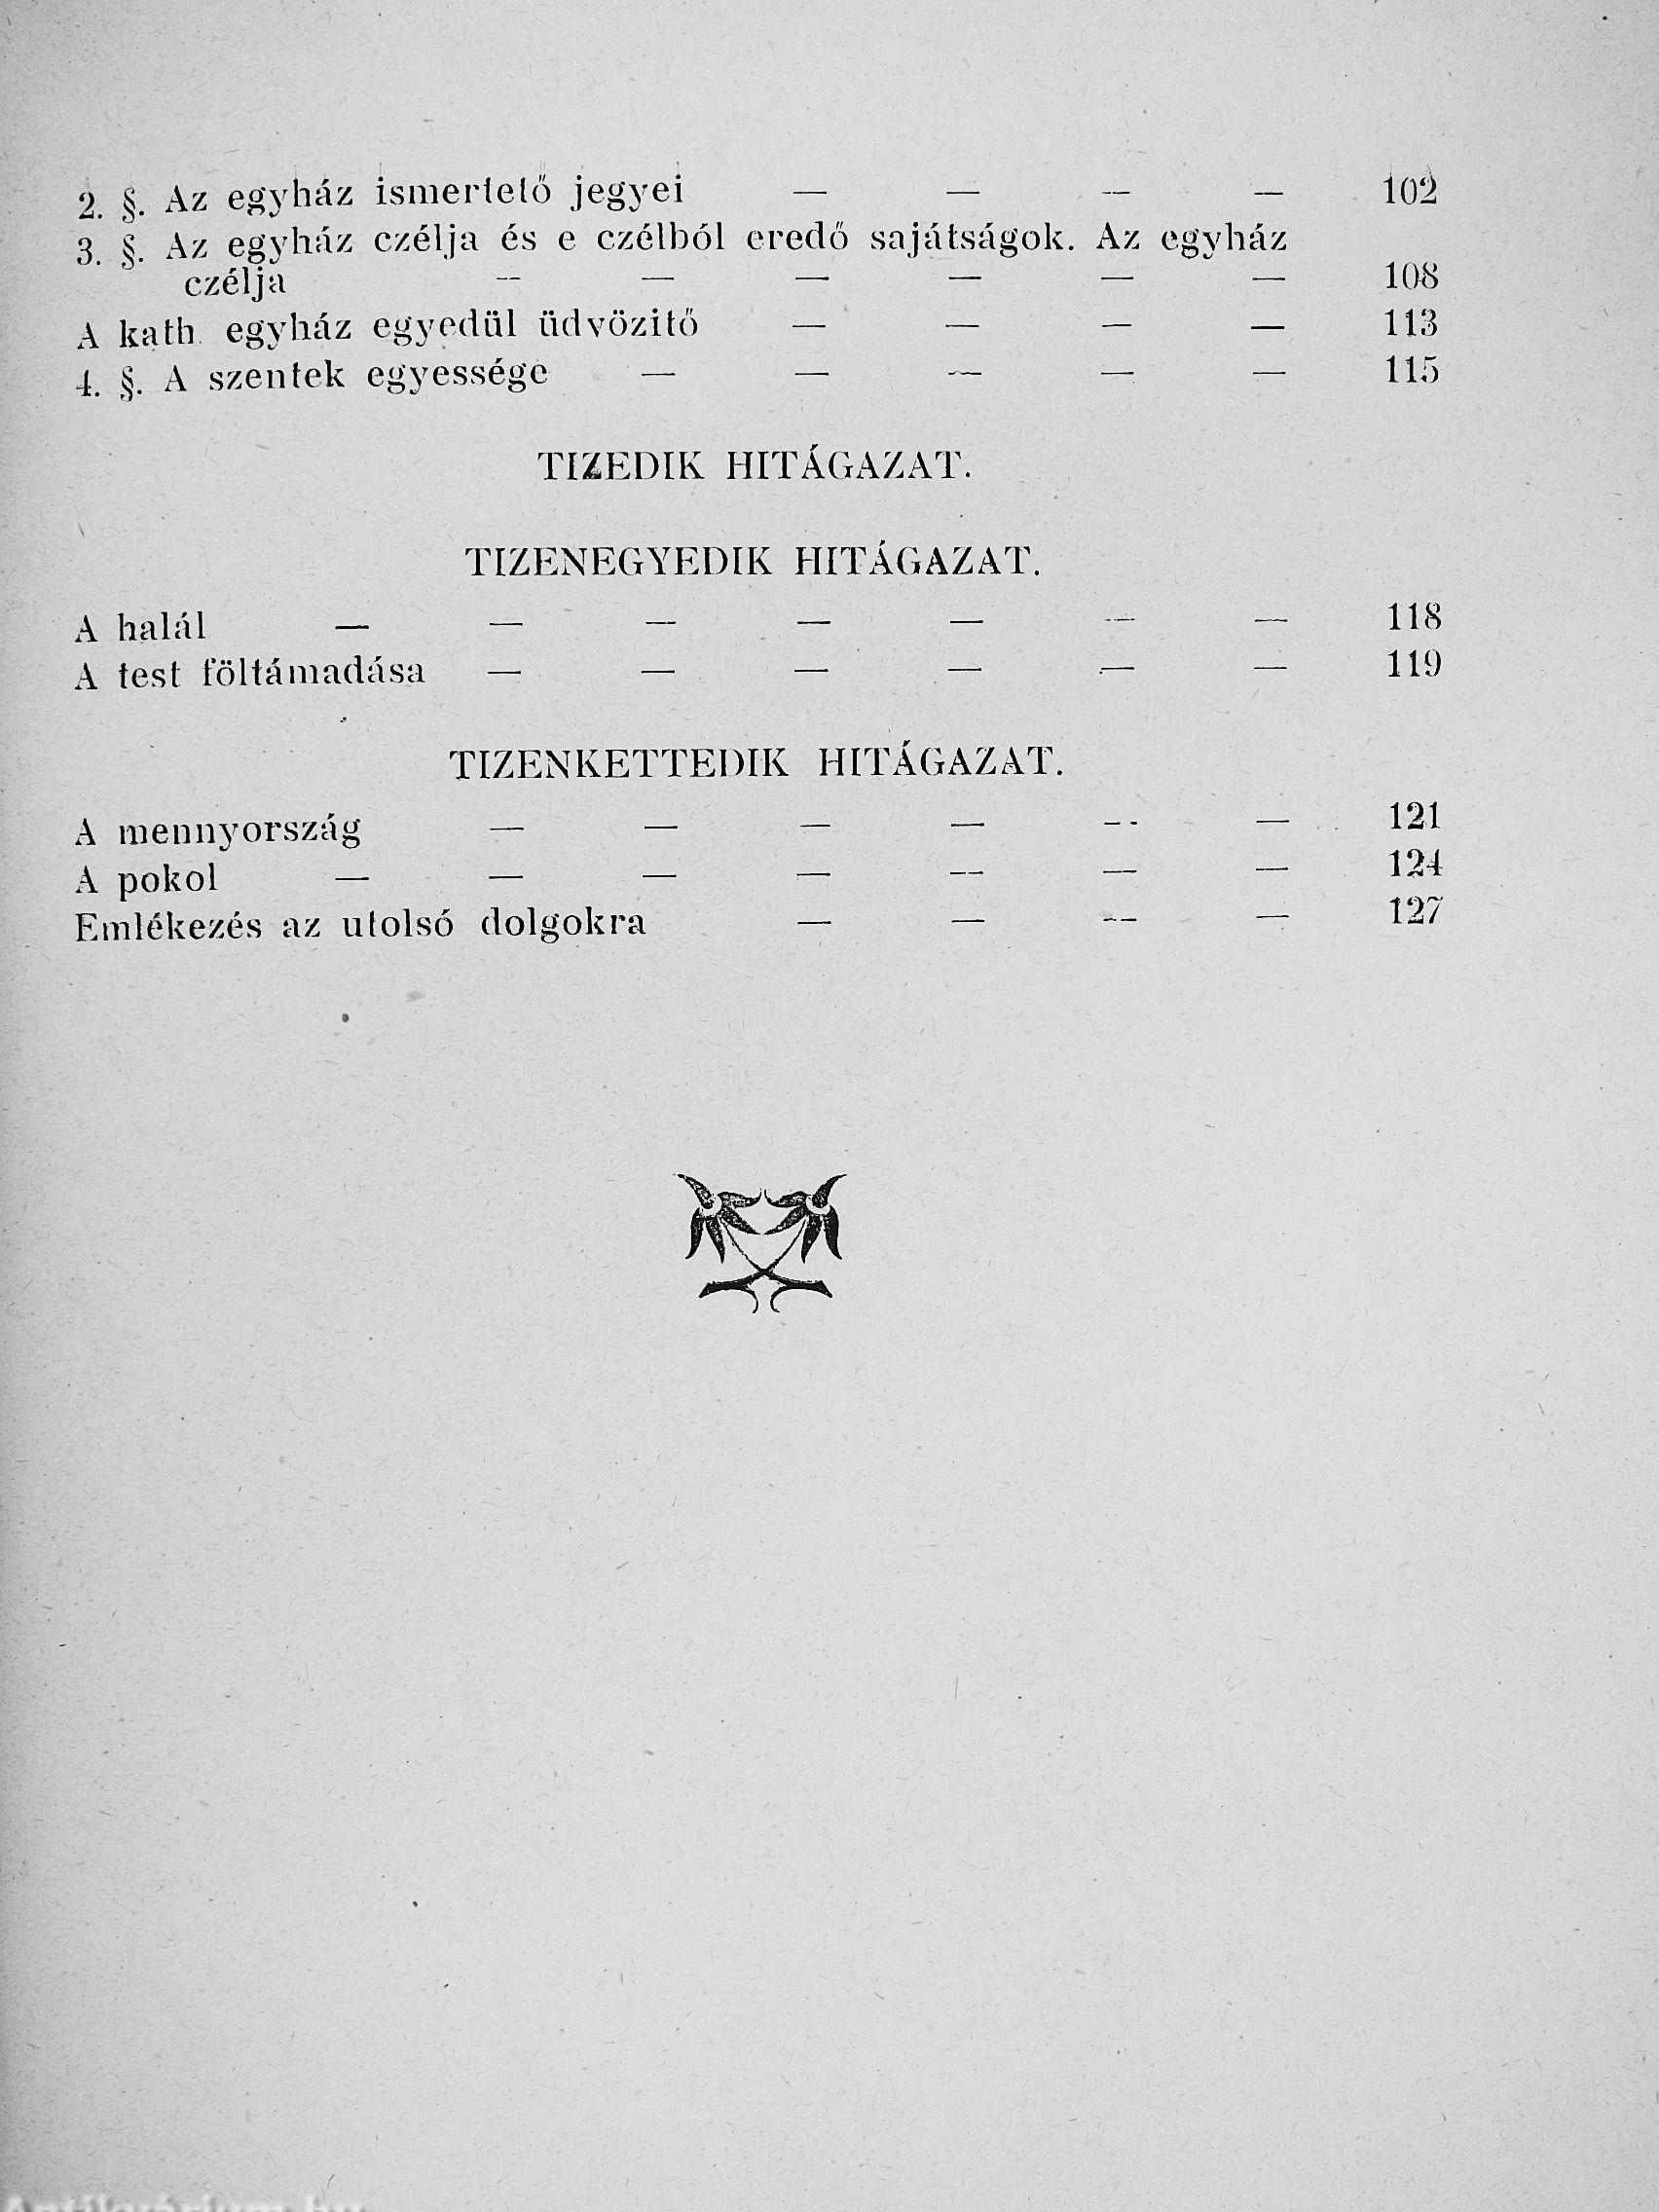 2. §. Az egyház ismertető jegyei — — — — 102
3. §. Az egyház czélja és e czélból eredő sajátságok. Az egyház
czélja — — — — — — 108
A kath. egyház egyedül üdvözitő — — — — 113
4. §. A szentek egyessége — — — — — 115
TIZEDIK HITÁGAZAT.
TIZENEGYEDIK HITÁGAZAT.
A halál — — — — — — — 118
A test föltámadása — — — — — — 119
TIZENKETTEDIK HITÁGAZAT.
A mennyország — — — — — — 121
A pokol — — — — — — — 124
Emlékezés az utolsó dolgokra — — — — 127